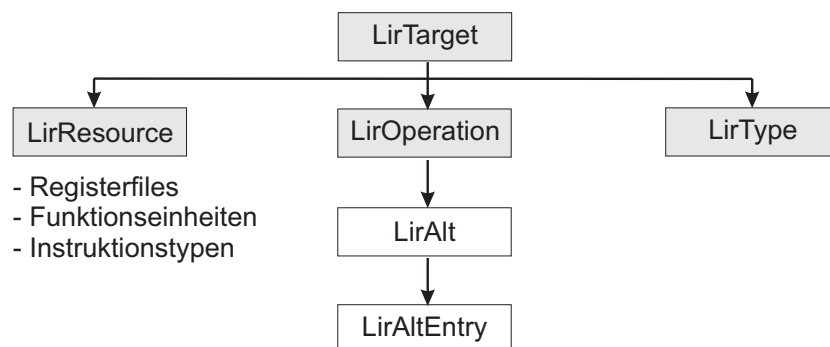 LirTarget
LirResource
LirOperation
LirType
- Registerfiles
- Funktionseinheiten
- Instruktionstypen
LirAlt
LirAltEntry